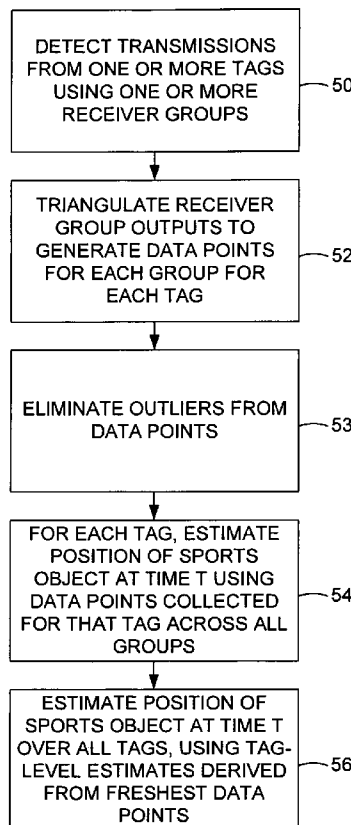 DETECT TRANSMISSIONS
FROM ONE OR MORE TAGS
USING ONE OR MORE
RECEIVER GROUPS
50
TRIANGULATE RECEIVER
GROUP OUTPUTS TO
GENERATE DATA POINTS
FOR EACH GROUP FOR
EACH TAG
52
ELIMINATE OUTLIERS FROM
DATA POINTS
53
FOR EACH TAG, ESTIMATE
POSITION OF SPORTS
OBJECT AT TIME T USING
DATA POINTS COLLECTED
FOR THAT TAG ACROSS ALL
GROUPS
54
ESTIMATE POSITION OF
SPORTS OBJECT AT TIME T
OVER ALL TAGS, USING TAG-
LEVEL ESTIMATES DERIVED
FROM FRESHEST DATA
POINTS
56